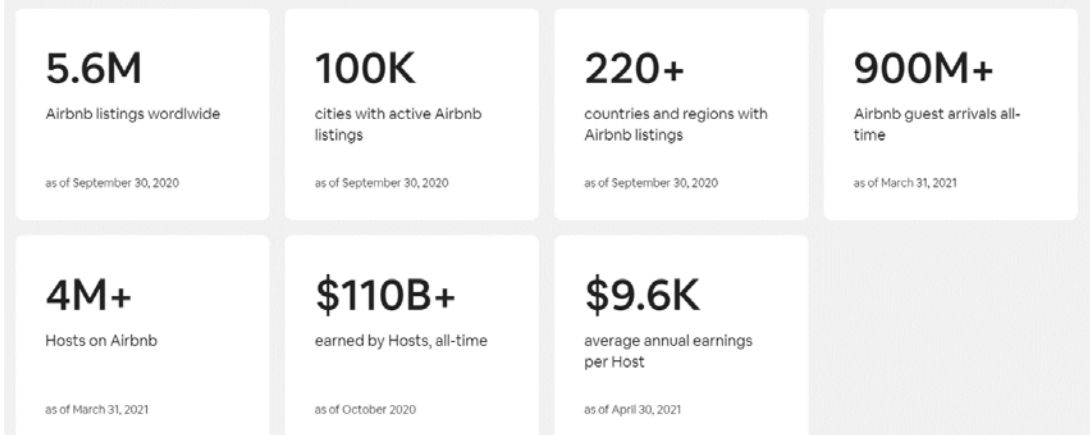 5.6M
Airbnb listings wordlwide
as of September 30, 2020
100K
cities with active Airbnb
listings
as of September 30, 2020
220+
countries and regions with
Airbnb listings
as of September 30, 2020
900M+
Airbnb guest arrivals all-
time
as of March 31, 2021
4M+
Hosts on Airbnb
as of March 31, 2021
$110B+
earned by Hosts, all-time
as of October 2020
$9.6K
average annual earnings
per Host
as of April 30, 2021